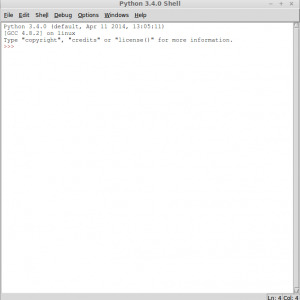 Python 3.4.0 Shell
File Edit Shell Debug Options Windows Help
Python 3.4.0 (default, Apr 11 2014, 13:05:11)
[GCC 4.8.2] on linux
Type "copyright", "credits" or "license()" for more information.
>>>
Ln: 4 Col: 4